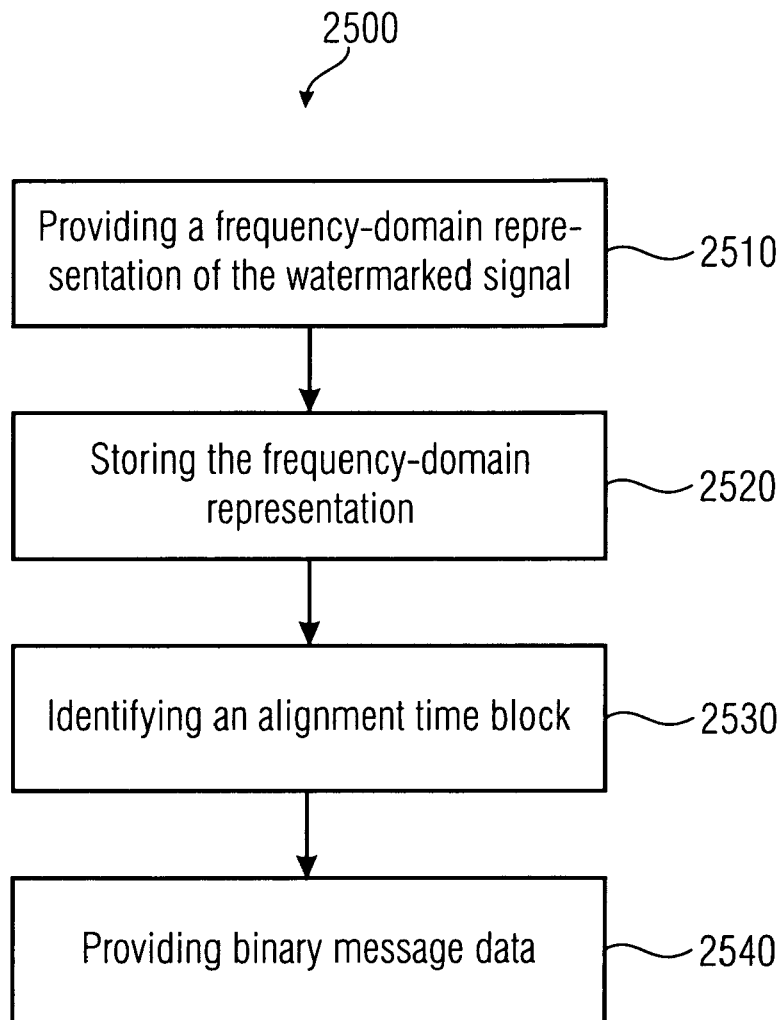 2500
Providing a frequency-domain repre-
sentation of the watermarked signal
2510
Storing the frequency-domain
representation
2520
Identifying an alignment time block
2530
Providing binary message data
2540